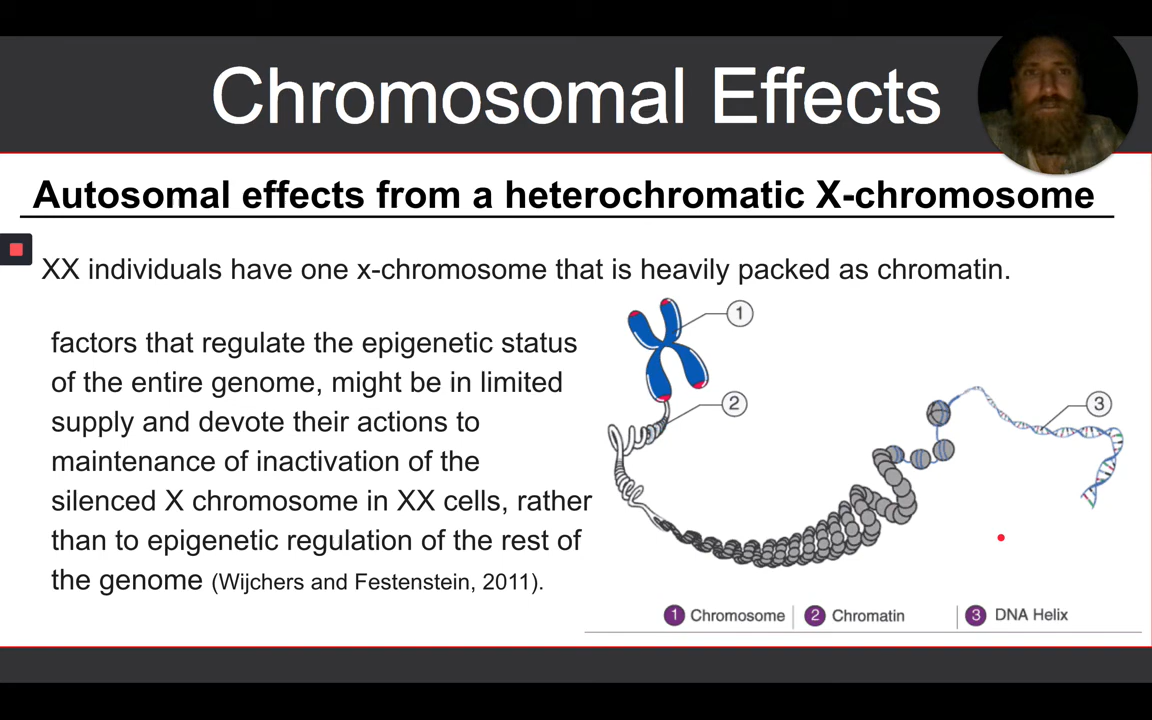 Chromosomal Effects
Autosomal effects from a heterochromatic X-chromosome
XX individuals have one x-chromosome that is heavily packed as chromatin.
factors that regulate the epigenetic status
of the entire genome, might be in limited
supply and devote their actions to
maintenance of inactivation of the
silenced X chromosome in XX cells, rather
than to epigenetic regulation of the rest of
the genome (Wijchers and Festenstein, 2011).
1
2
3
1 Chromosome
2 Chromatin
3 DNA Helix